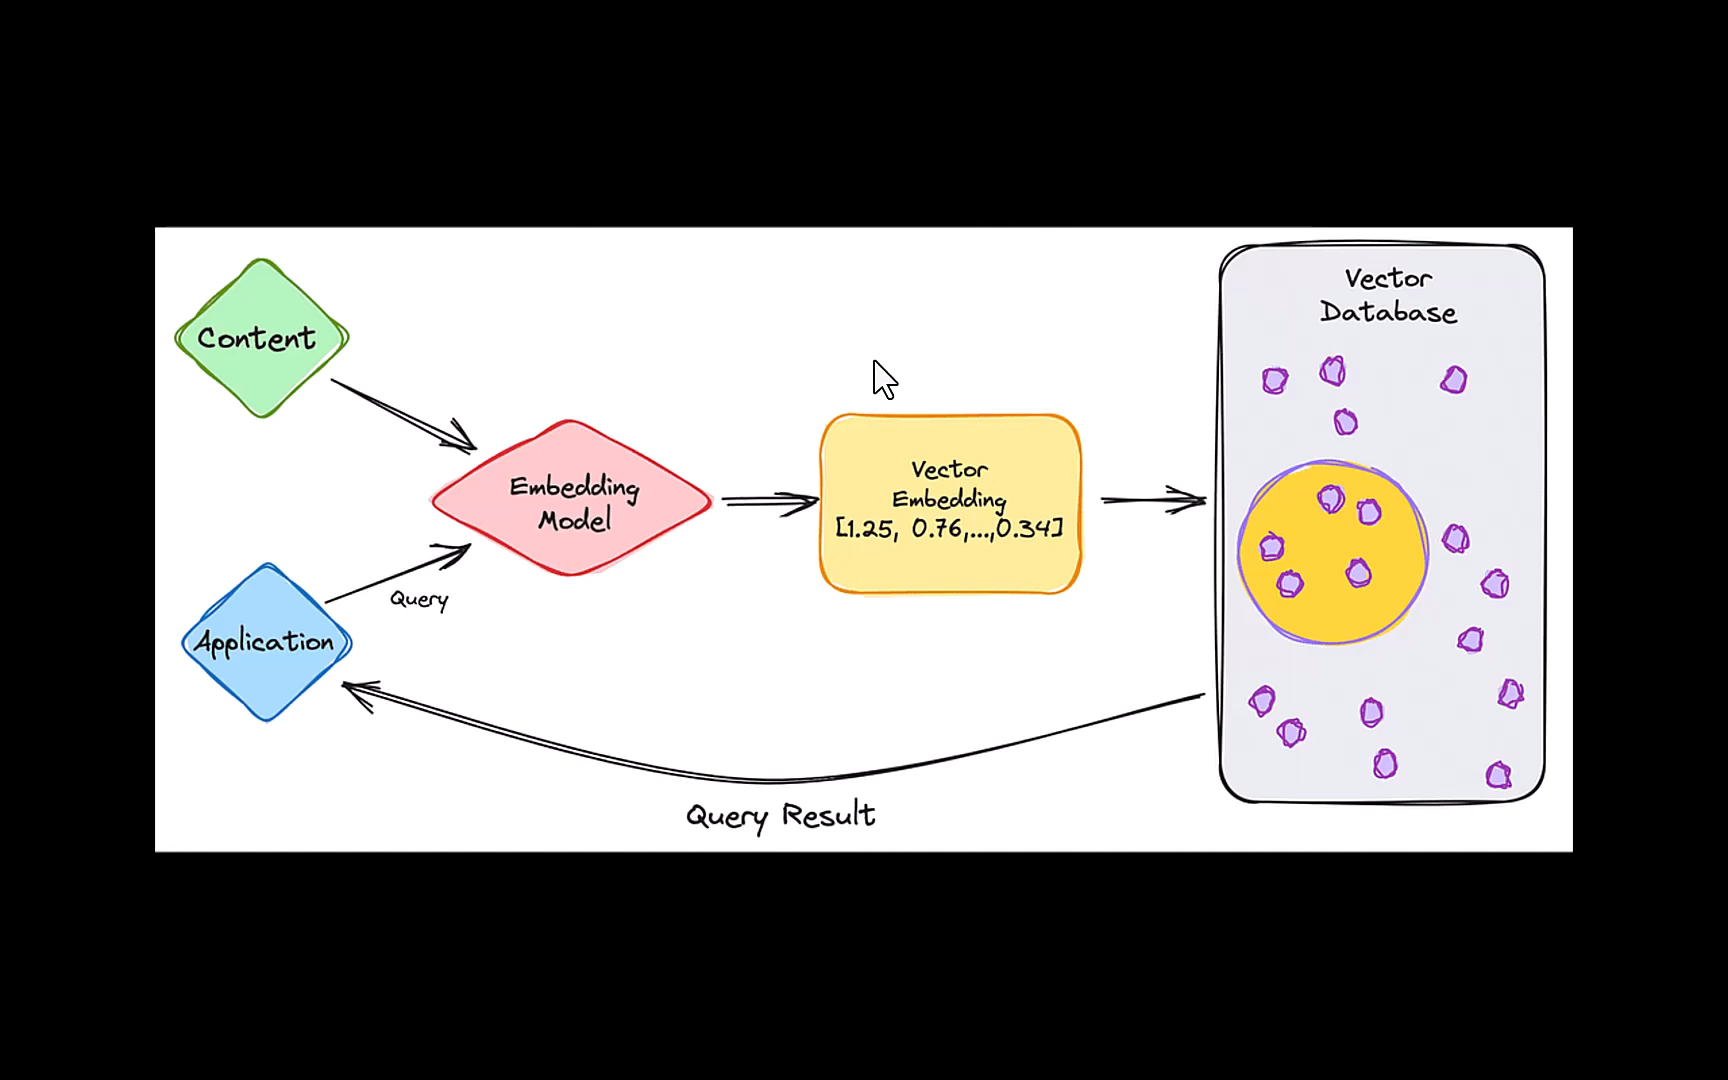 Content
Embedding
Model
Vector
Embedding
[1.25, 0.76,...,0.34]
Vector
Database
Application
Query
Query Result